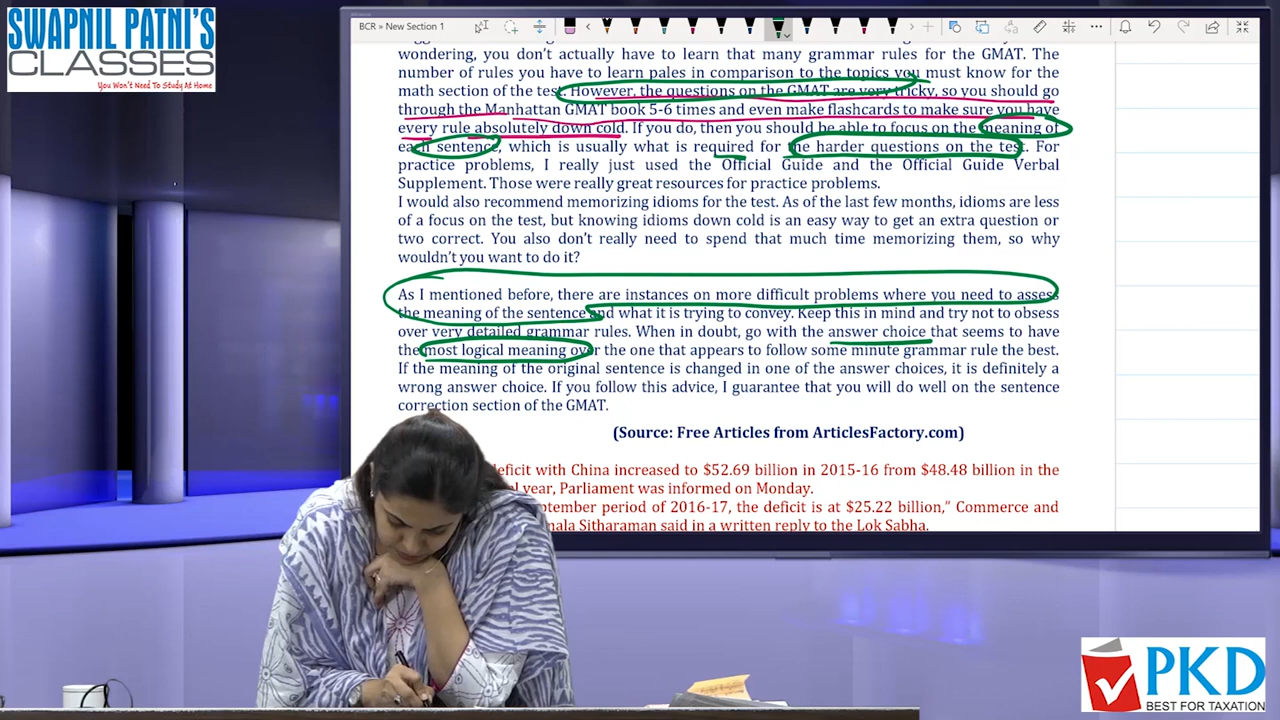 SWAPNIL PATNI'S
CLASSES
You Won't Need To Study At Home
BCR » New Section 1
wondering, you don't actually have to learn that many grammar rules for the GMAT. The
number of rules you have to learn pales in comparison to the topics you must know for the
math section of the test. However, the questions on the GMAT are very tricky, so you should go
through the Manhattan GMAT book 5-6 times and even make flashcards to make sure you have
every rule absolutely down cold. If you do, then you should be able to focus on the meaning of
each sentence, which is usually what is required for the harder questions on the test. For
practice problems, I really just used the Official Guide and the Official Guide Verbal
Supplement. Those were really great resources for practice problems.
I would also recommend memorizing idioms for the test. As of the last few months, idioms are less
of a focus on the test, but knowing idioms down cold is an easy way to get an extra question or
two correct. You also don't really need to spend that much time memorizing them, so why
wouldn't you want to do it?
As I mentioned before, there are instances on more difficult problems where you need to assess
the meaning of the sentence and what it is trying to convey. Keep this in mind and try not to obsess
over very detailed grammar rules. When in doubt, go with the answer choice that seems to have
the most logical meaning over the one that appears to follow some minute grammar rule the best.
If the meaning of the original sentence is changed in one of the answer choices, it is definitely a
wrong answer choice. If you follow this advice, I guarantee that you will do well on the sentence
correction section of the GMAT.
(Source: Free Articles from ArticlesFactory.com)
deficit with China increased to $52.69 billion in 2015-16 from $48.48 billion in the
year, Parliament was informed on Monday.
period of 2016-17, the deficit is at $25.22 billion," Commerce and
Sitharaman said in a written reply to the Lok Sabha.
PKD
BEST FOR TAXATION